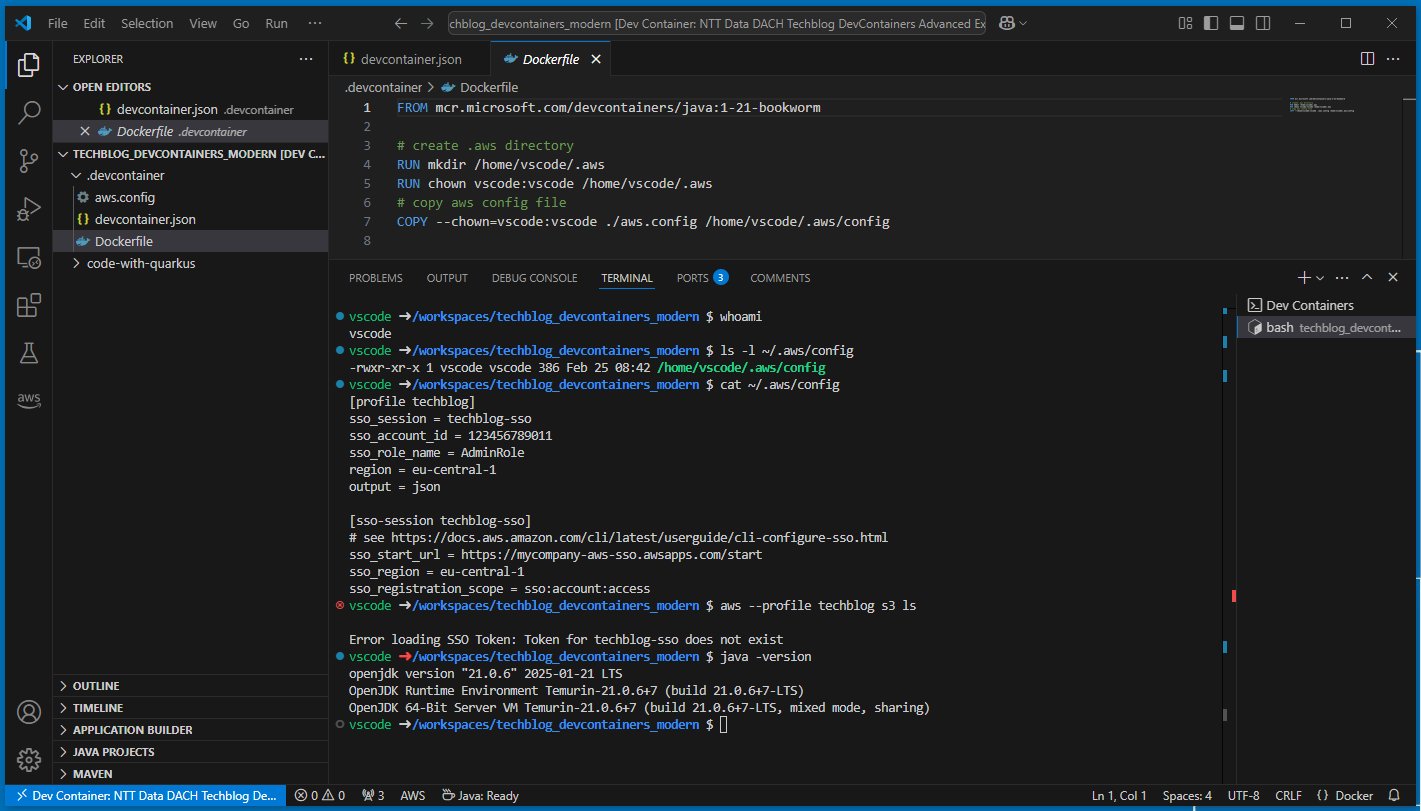 File Edit Selection View Go Run ···
chblog_devcontainers_modern [Dev Container: NTT Data DACH Techblog DevContainers Advanced Ex
EXPLORER ···
OPEN EDITORS
{} devcontainer.json .devcontainer
Dockerfile .devcontainer
TECHBLOG_DEVCONTAINERS_MODERN [DEV C...
.devcontainer
aws.config
{} devcontainer.json
Dockerfile
code-with-quarkus
aws
OUTLINE
TIMELINE
APPLICATION BUILDER
JAVA PROJECTS
MAVEN
{} devcontainer.json
Dockerfile
.devcontainer > Dockerfile
1 FROM mcr.microsoft.com/devcontainers/java:1-21-bookworm
2
3 # create .aws directory
4 RUN mkdir /home/vscode/.aws
5 RUN chown vscode:vscode /home/vscode/.aws
6 # copy aws config file
7 COPY --chown=vscode:vscode ./aws.config /home/vscode/.aws/config
8
PROBLEMS OUTPUT DEBUG CONSOLE TERMINAL PORTS 3 COMMENTS
vscode ➜/workspaces/techblog_devcontainers_modern $ whoami
vscode
vscode ➜/workspaces/techblog_devcontainers_modern $ ls -l ~/.aws/config
-rwxr-xr-x 1 vscode vscode 386 Feb 25 08:42 /home/vscode/.aws/config
vscode ➜/workspaces/techblog_devcontainers_modern $ cat ~/.aws/config
[profile techblog]
sso_session = techblog-sso
sso_account_id = 123456789011
sso_role_name = AdminRole
region = eu-central-1
output = json

[sso-session techblog-sso]
# see https://docs.aws.amazon.com/cli/latest/userguide/cli-configure-sso.html
sso_start_url = https://mycompany-aws-sso.awsapps.com/start
sso_region = eu-central-1
sso_registration_scope = sso:account:access
vscode ➜/workspaces/techblog_devcontainers_modern $ aws --profile techblog s3 ls

Error loading SSO Token: Token for techblog-sso does not exist
vscode ➜/workspaces/techblog_devcontainers_modern $ java -version
openjdk version "21.0.6" 2025-01-21 LTS
OpenJDK Runtime Environment Temurin-21.0.6+7 (build 21.0.6+7-LTS)
OpenJDK 64-Bit Server VM Temurin-21.0.6+7 (build 21.0.6+7-LTS, mixed mode, sharing)
vscode ➜/workspaces/techblog_devcontainers_modern $
Dev Containers
bash techblog_devcont...
Dev Container: NTT Data DACH Techblog De... 0 0 3 AWS Java: Ready Ln 1, Col 1 Spaces: 4 UTF-8 CRLF {} Docker